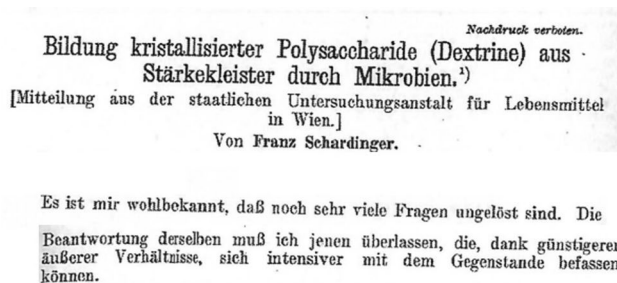 Nachdruck verboten.
Bildung kristallisierter Polysaccharide (Dextrine) aus
Stärkekleister durch Mikrobien.¹)
[Mitteilung aus der staatlichen Untersuchungsanstalt für Lebensmittel
in Wien.]
Von Franz Schardinger.
Es ist mir wohlbekannt, daß noch sehr viele Fragen ungelöst sind. Die
Beantwortung derselben muß ich jenen überlassen, die, dank günstigerer
äußerer Verhältnisse, sich intensiver mit dem Gegenstande befassen
können.